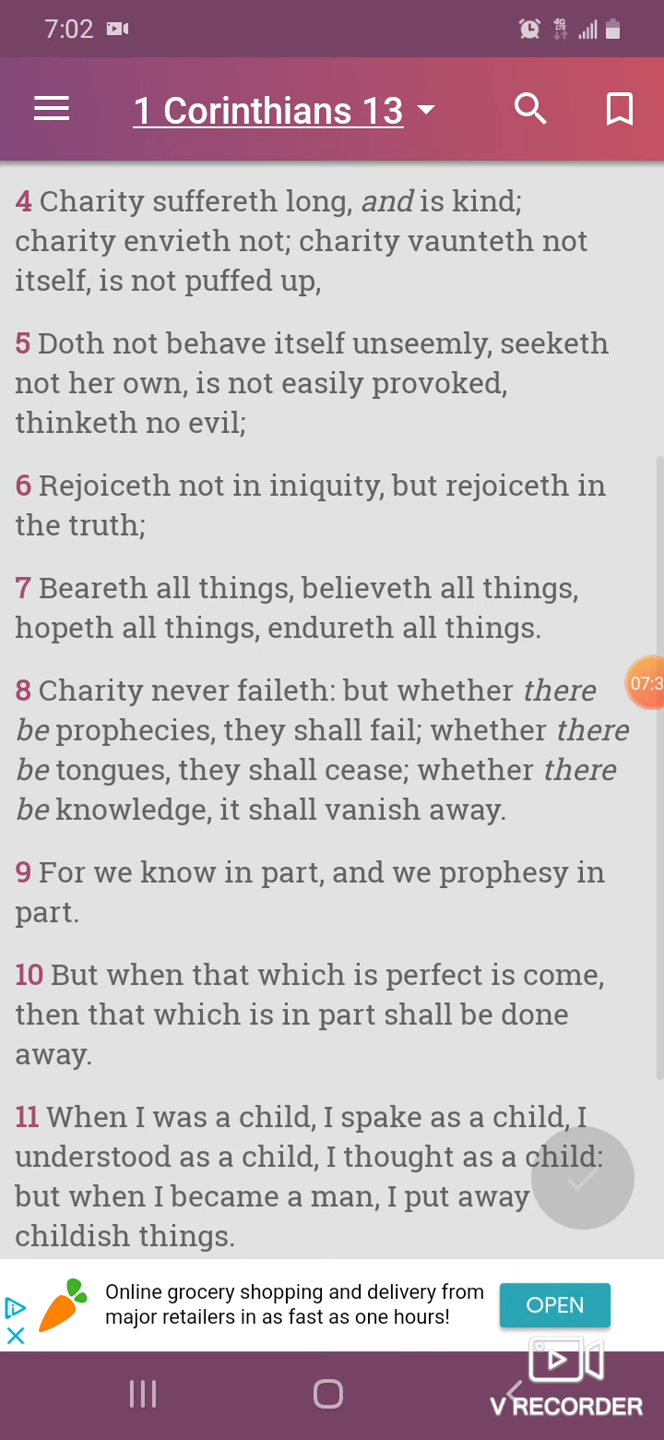 7:02
4G
LTE
1 Corinthians 13
4 Charity suffereth long, and is kind;
charity envieth not; charity vaunteth not
itself, is not puffed up,
5 Doth not behave itself unseemly, seeketh
not her own, is not easily provoked,
thinketh no evil;
6 Rejoiceth not in iniquity, but rejoiceth in
the truth;
7 Beareth all things, believeth all things,
hopeth all things, endureth all things.
07:3
8 Charity never faileth: but whether there
be prophecies, they shall fail; whether there
be tongues, they shall cease; whether there
be knowledge, it shall vanish away.
9 For we know in part, and we prophesy in
part.
10 But when that which is perfect is come,
then that which is in part shall be done
away.
11 When I was a child, I spake as a child, I
understood as a child, I thought as a child:
but when I became a man, I put away
childish things.
Online grocery shopping and delivery from
major retailers in as fast as one hours!
OPEN
V RECORDER